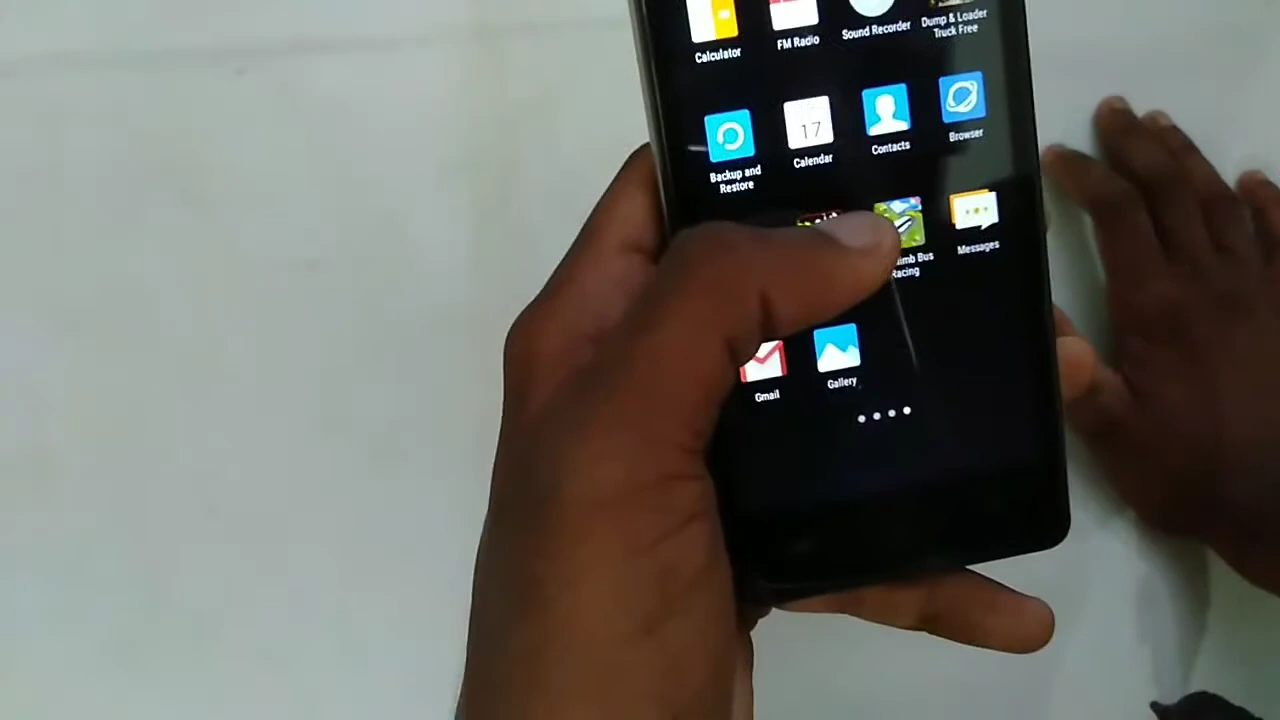 Calculator
FM Radio
Sound Recorder
Dump & Loader
Truck Free
Backup and
Restore
17
Calendar
Contacts
Browser
Bus
Racing
Messages
Gmail
Gallery